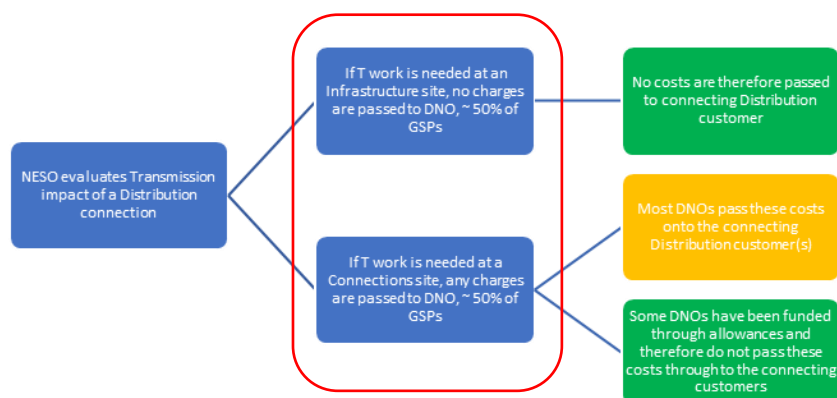 NESO evaluates Transmission
impact of a Distribution
connection
If T work is needed at an
Infrastructure site, no charges
are passed to DNO, ~ 50% of
GSPs
If T work is needed at a
Connections site, any charges
are passed to DNO, ~ 50% of
GSPs
No costs are therefore passed
to connecting Distribution
customer
Most DNOs pass these costs
onto the connecting
Distribution customer(s)
Some DNOs have been funded
through allowances and
therefore do not pass these
costs through to the connecting
customers